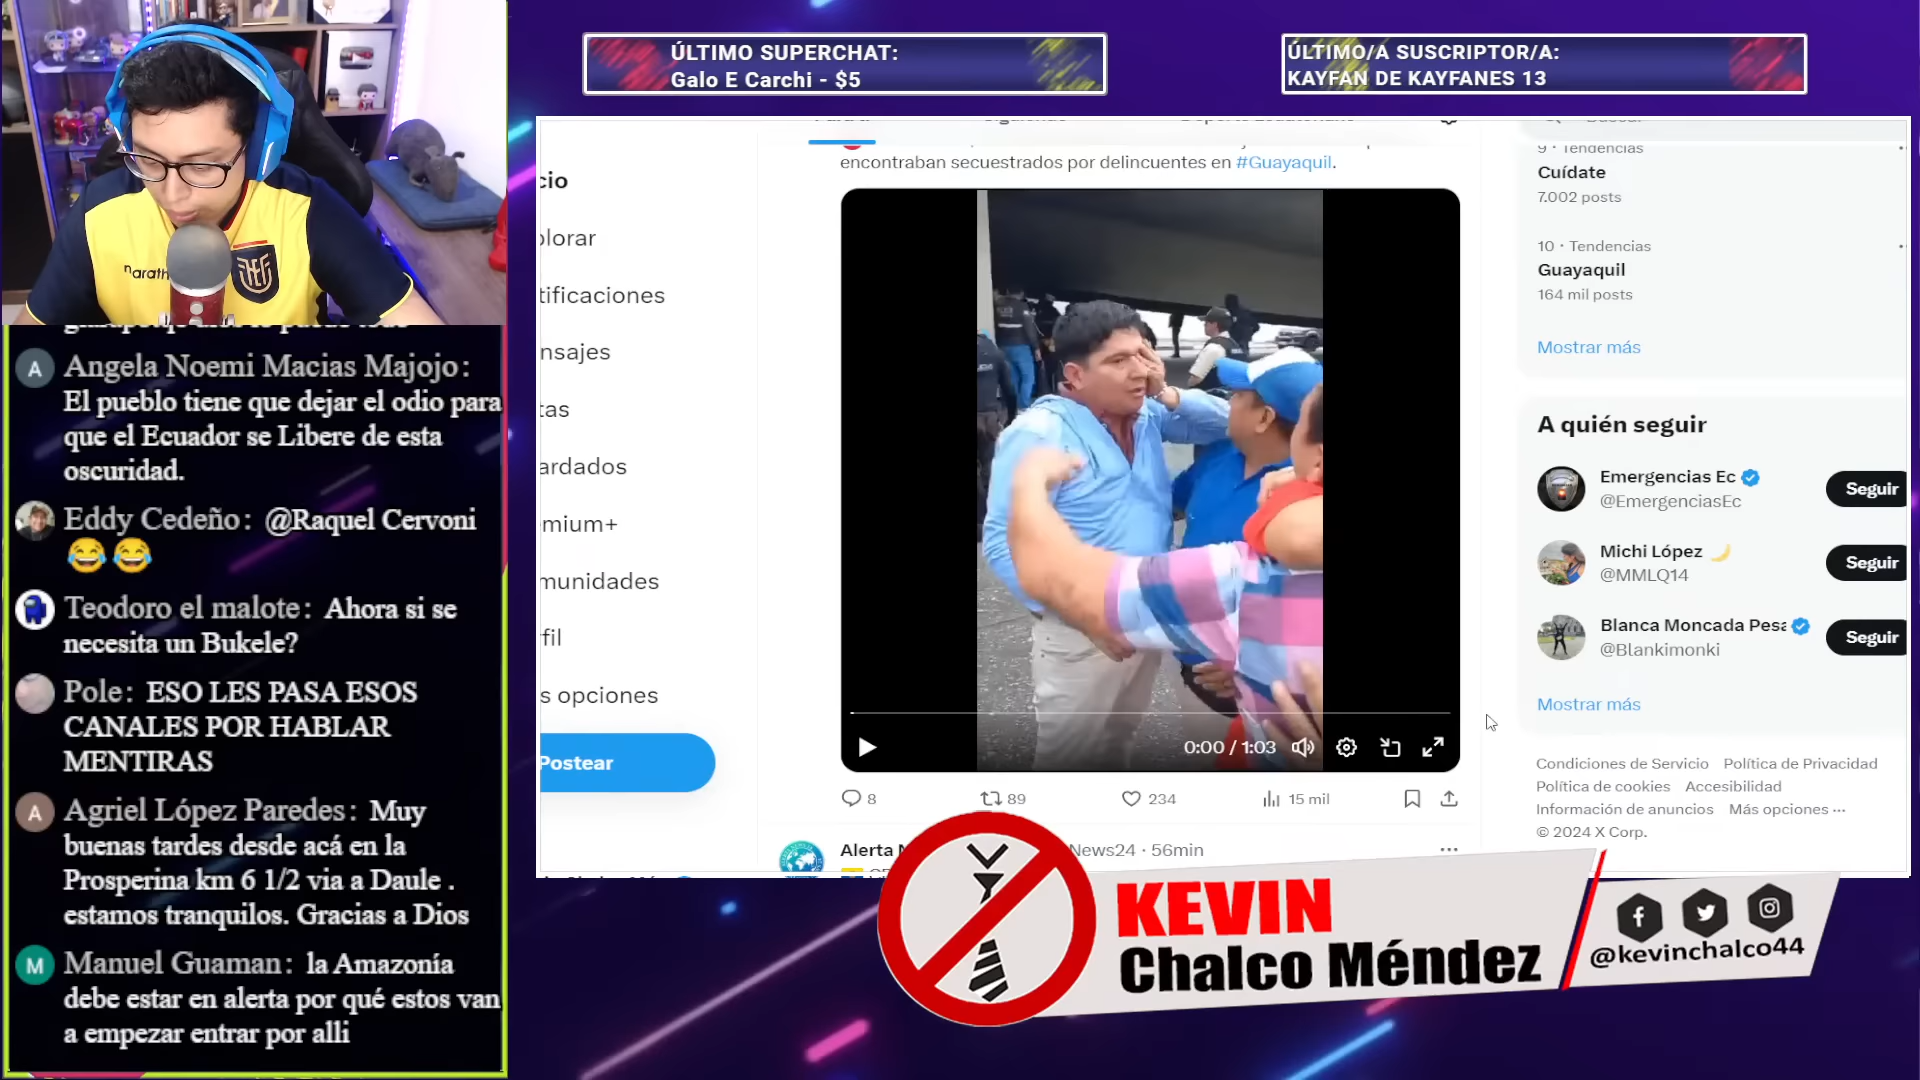 ÚLTIMO SUPERCHAT:
Galo E Carchi - $5
ÚLTIMO/A SUSCRIPTOR/A:
KAYFAN DE KAYFANES 13
narath
Angela Noemi Macias Majojo:
El pueblo tiene que dejar el odio para
que el Ecuador se Libere de esta
oscuridad.
Eddy Cedeño: @Raquel Cervoni
😂😂
Teodoro el malote: Ahora si se
necesita un Bukele?
Pole: ESO LES PASA ESOS
CANALES POR HABLAR
MENTIRAS
Agriel López Paredes: Muy
buenas tardes desde acá en la
Prosperina km 6 1/2 via a Daule .
estamos tranquilos. Gracias a Dios
Manuel Guaman: la Amazonía
debe estar en alerta por qué estos van
a empezar entrar por alli
cio
plorar
tificaciones
nsajes
tas
ardados
emium+
munidades
fil
s opciones
Postear
encontraban secuestrados por delincuentes en #Guayaquil.
0:00 / 1:03
8
89
234
15 mil
Alerta
News24 · 56min
9 · Tendencias
Cuídate
7.002 posts
10 · Tendencias
Guayaquil
164 mil posts
Mostrar más
A quién seguir
Emergencias Ec
@EmergenciasEc
Seguir
Michi López 🌙
@MMLQ14
Seguir
Blanca Moncada Pesa
@Blankimonki
Seguir
Mostrar más
Condiciones de Servicio Política de Privacidad
Política de cookies Accesibilidad
Información de anuncios Más opciones ···
© 2024 X Corp.
KEVIN
Chalco Méndez
@kevinchalco44